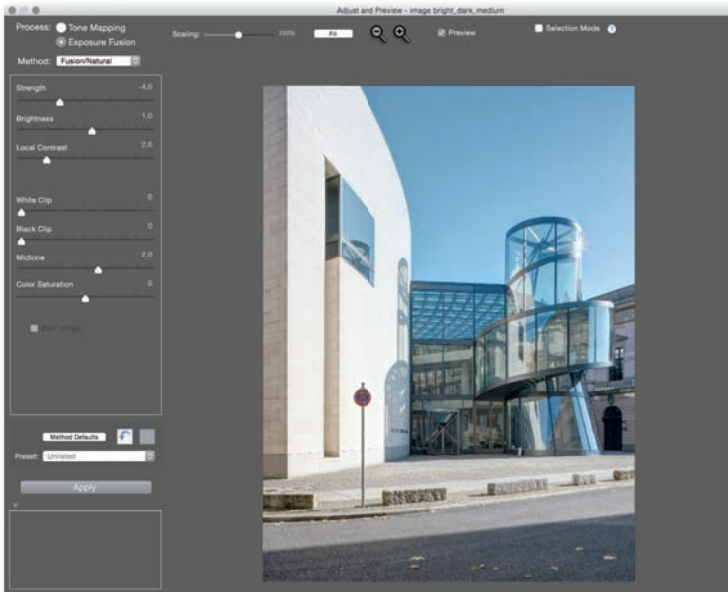 Adjust and Preview - image bright_dark_medium
Process: Tone Mapping
Exposure Fusion
Method: Fusion/Natural
Scaling: 100% Fit Preview Selection Mode ?
Strength -4,0
Brightness 1,0
Local Contrast 2,0
White Clip 0
Black Clip 0
Midtone 2,0
Color Saturation 0
360º image
Method Defaults
Preset: Unlisted
Apply